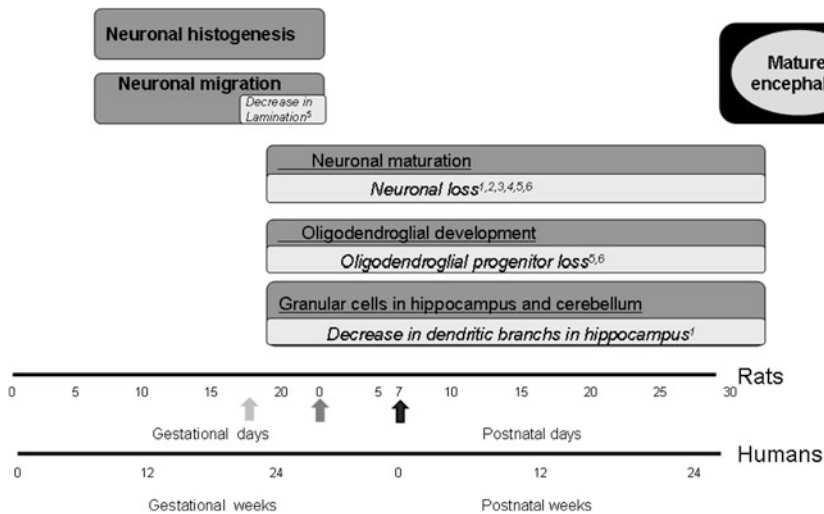 Neuronal histogenesis
Neuronal migration
Decrease in
Lamination5
Mature
encephal
Neuronal maturation
Neuronal loss1,2,3,4,5,6
Oligodendroglial development
Oligodendroglial progenitor loss5,6
Granular cells in hippocampus and cerebellum
Decrease in dendritic branchs in hippocampus1
Rats
0 5 10 15 20 0 5 7 10 15 20 25 30
Gestational days Postnatal days
Humans
0 12 24 0 12 24
Gestational weeks Postnatal weeks